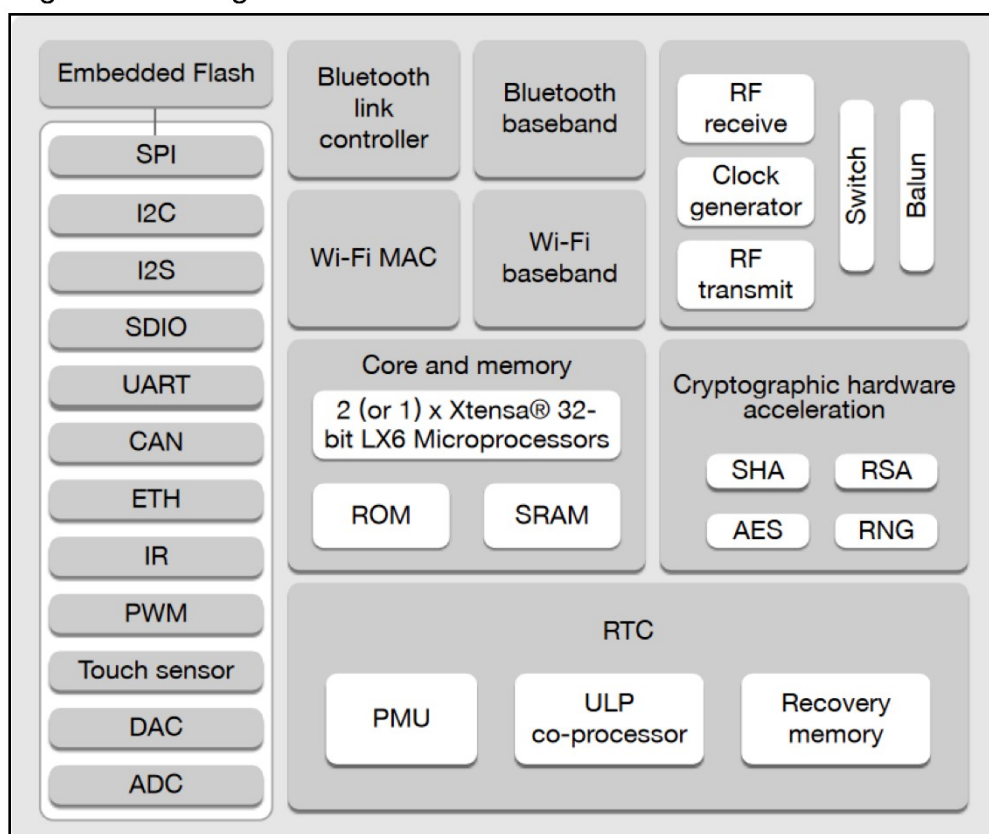 Embedded Flash
SPI
I2C
I2S
SDIO
UART
CAN
ETH
IR
PWM
Touch sensor
DAC
ADC
Bluetooth
link
controller
Bluetooth
baseband
Wi-Fi MAC
Wi-Fi
baseband
RF
receive
Clock
generator
RF
transmit
Switch
Balun
Core and memory
2 (or 1) x Xtensa® 32-
bit LX6 Microprocessors
ROM
SRAM
Cryptographic hardware
acceleration
SHA
RSA
AES
RNG
RTC
PMU
ULP
co-processor
Recovery
memory